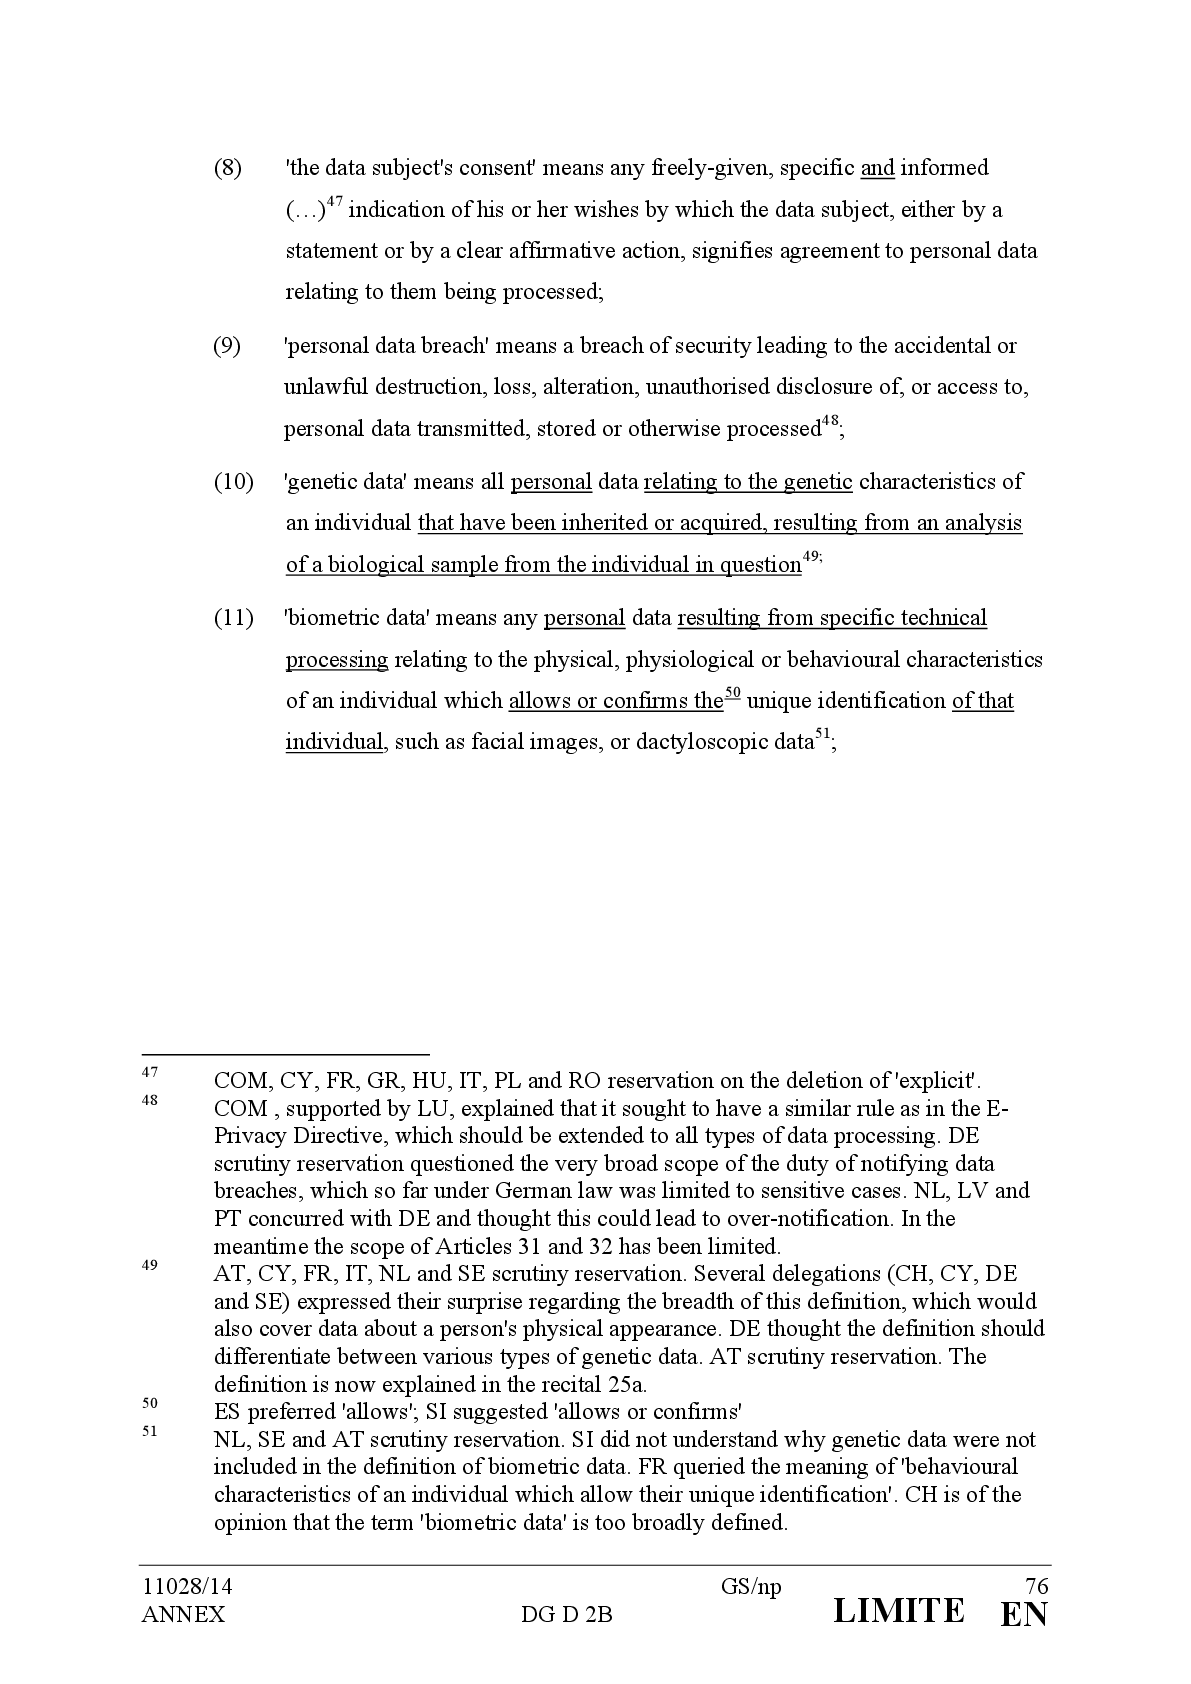 (8) 'the data subject's consent' means any freely-given, specific and informed
(…)47 indication of his or her wishes by which the data subject, either by a
statement or by a clear affirmative action, signifies agreement to personal data
relating to them being processed;
(9) 'personal data breach' means a breach of security leading to the accidental or
unlawful destruction, loss, alteration, unauthorised disclosure of, or access to,
personal data transmitted, stored or otherwise processed48;
(10) 'genetic data' means all personal data relating to the genetic characteristics of
an individual that have been inherited or acquired, resulting from an analysis
of a biological sample from the individual in question49;
(11) 'biometric data' means any personal data resulting from specific technical
processing relating to the physical, physiological or behavioural characteristics
of an individual which allows or confirms the50 unique identification of that
individual, such as facial images, or dactyloscopic data51;
47 COM, CY, FR, GR, HU, IT, PL and RO reservation on the deletion of 'explicit'.
48 COM , supported by LU, explained that it sought to have a similar rule as in the E-
Privacy Directive, which should be extended to all types of data processing. DE
scrutiny reservation questioned the very broad scope of the duty of notifying data
breaches, which so far under German law was limited to sensitive cases. NL, LV and
PT concurred with DE and thought this could lead to over-notification. In the
meantime the scope of Articles 31 and 32 has been limited.
49 AT, CY, FR, IT, NL and SE scrutiny reservation. Several delegations (CH, CY, DE
and SE) expressed their surprise regarding the breadth of this definition, which would
also cover data about a person's physical appearance. DE thought the definition should
differentiate between various types of genetic data. AT scrutiny reservation. The
definition is now explained in the recital 25a.
50 ES preferred 'allows'; SI suggested 'allows or confirms'
51 NL, SE and AT scrutiny reservation. SI did not understand why genetic data were not
included in the definition of biometric data. FR queried the meaning of 'behavioural
characteristics of an individual which allow their unique identification'. CH is of the
opinion that the term 'biometric data' is too broadly defined.
11028/14 GS/np 76
ANNEX DG D 2B LIMITE EN